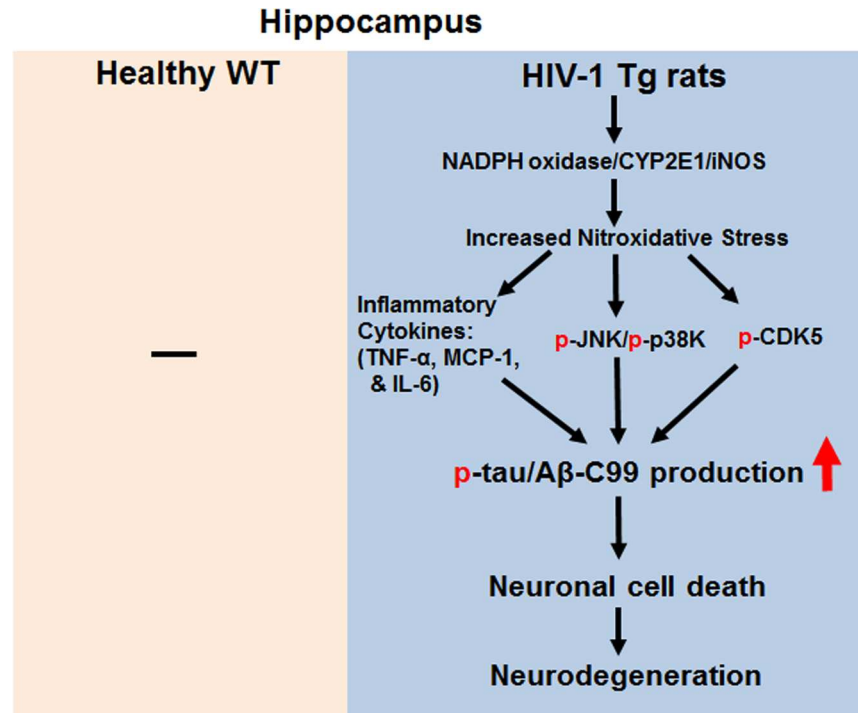 Hippocampus
Healthy WT
HIV-1 Tg rats
NADPH oxidase/CYP2E1/iNOS
Increased Nitroxidative Stress
Inflammatory
Cytokines:
(TNF-α, MCP-1,
& IL-6)
p-JNK/p-p38K
p-CDK5
p-tau/Aβ-C99 production
Neuronal cell death
Neurodegeneration